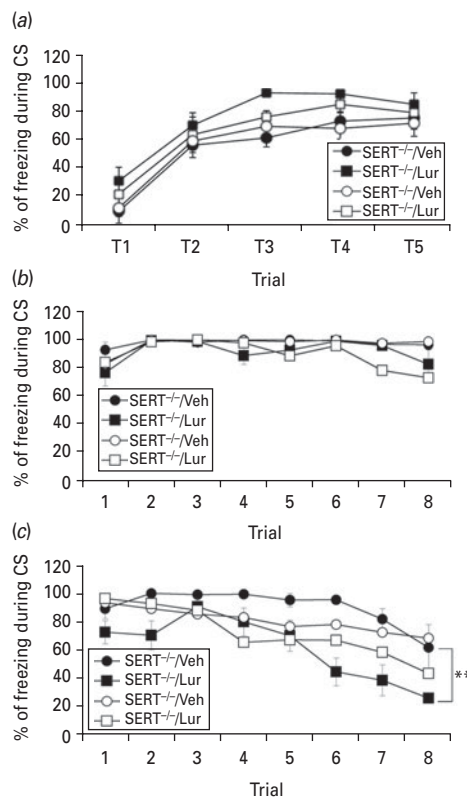 (a)
% of freezing during CS
120
100
80
60
40
20
0
SERT–/–/Veh
SERT–/–/Lur
SERT–/–/Veh
SERT–/–/Lur
T1 T2 T3 T4 T5
Trial
(b)
% of freezing during CS
120
100
80
60
40
20
0
SERT–/–/Veh
SERT–/–/Lur
SERT–/–/Veh
SERT–/–/Lur
1 2 3 4 5 6 7 8
Trial
(c)
% of freezing during CS
120
100
80
60
40
20
0
SERT–/–/Veh
SERT–/–/Lur
SERT–/–/Veh
SERT–/–/Lur
**
1 2 3 4 5 6 7 8
Trial